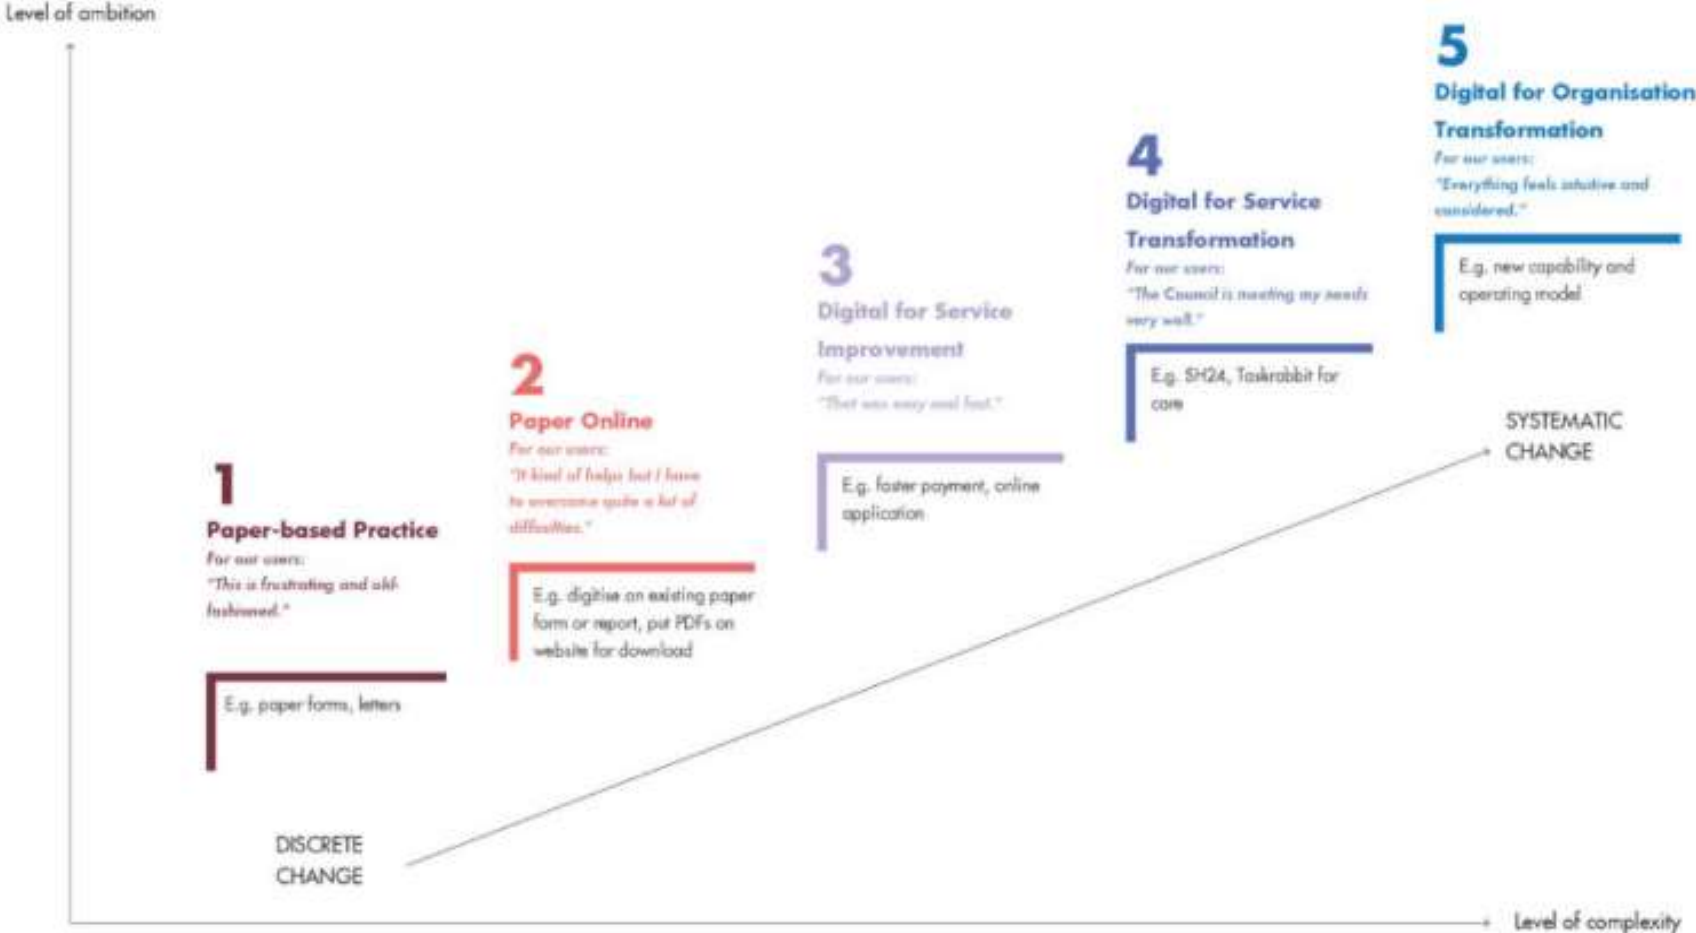 Level of ambition
5
Digital for Organisation
Transformation
For our users:
"Everything feels intuitive and
considered."
E.g. new capability and
operating model
4
Digital for Service
Transformation
For our users:
"The Council is meeting my needs
very well."
E.g. SH24, Taskrabbit for
care
3
Digital for Service
Improvement
For our users:
"That was easy and fast."
E.g. faster payment, online
application
2
Paper Online
For our users:
"It kind of helps but I have
to overcome quite a lot of
difficulties."
E.g. digitise an existing paper
form or report, put PDFs on
website for download
1
Paper-based Practice
For our users:
"This is frustrating and old-
fashioned."
E.g. paper forms, letters
SYSTEMATIC
CHANGE
DISCRETE
CHANGE
Level of complexity